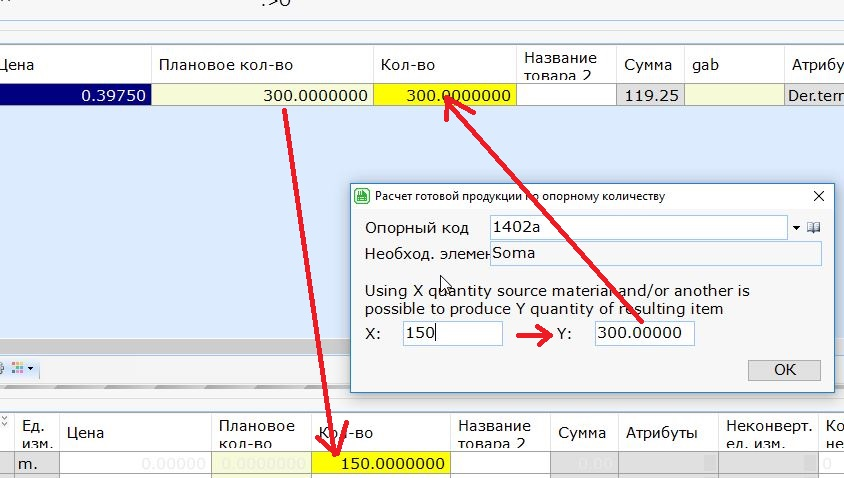 Цена Плановое кол-во Кол-во Название товара 2 Сумма gab Атрибу
0.39750 300.0000000 300.0000000 119.25 Der.term
Расчет готовой продукции по опорному количеству
Опорный код 1402a
Необход. элемен Soma
Using X quantity source material and/or another is
possible to produce Y quantity of resulting item
X: 150 Y: 300.00000
OK
Ед. изм. Цена Плановое кол-во Кол-во Название товара 2 Сумма Атрибуты Неконверт. ед. изм. Ко не
m. 0.00000 0.0000000 150.0000000 0.00 0